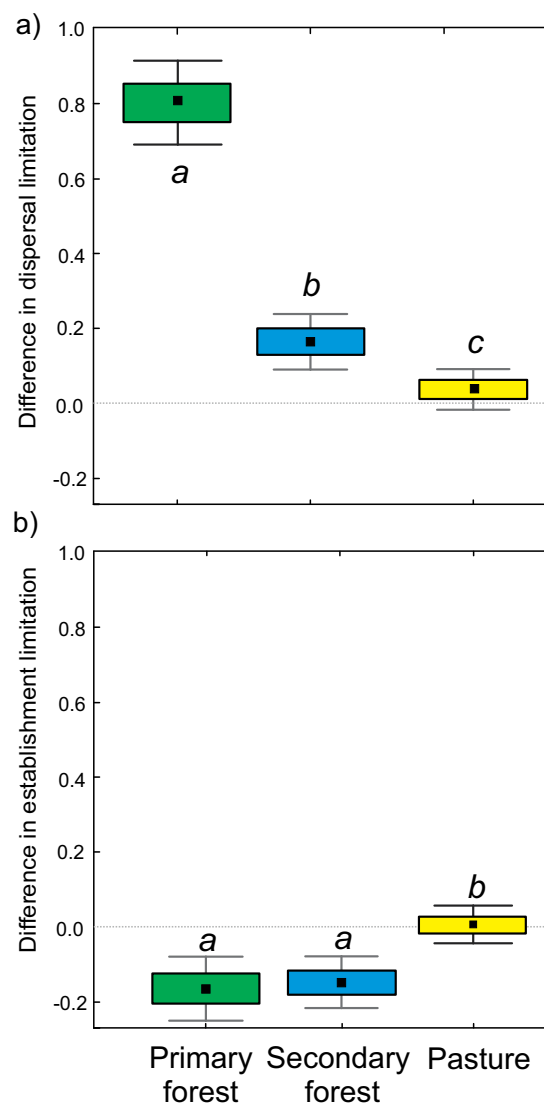 a)
Difference in dispersal limitation
1.0
0.8
0.6
0.4
0.2
0.0
-0.2
a
b
c
b)
Difference in establishment limitation
1.0
0.8
0.6
0.4
0.2
0.0
-0.2
a
a
b
Primary
forest
Secondary
forest
Pasture